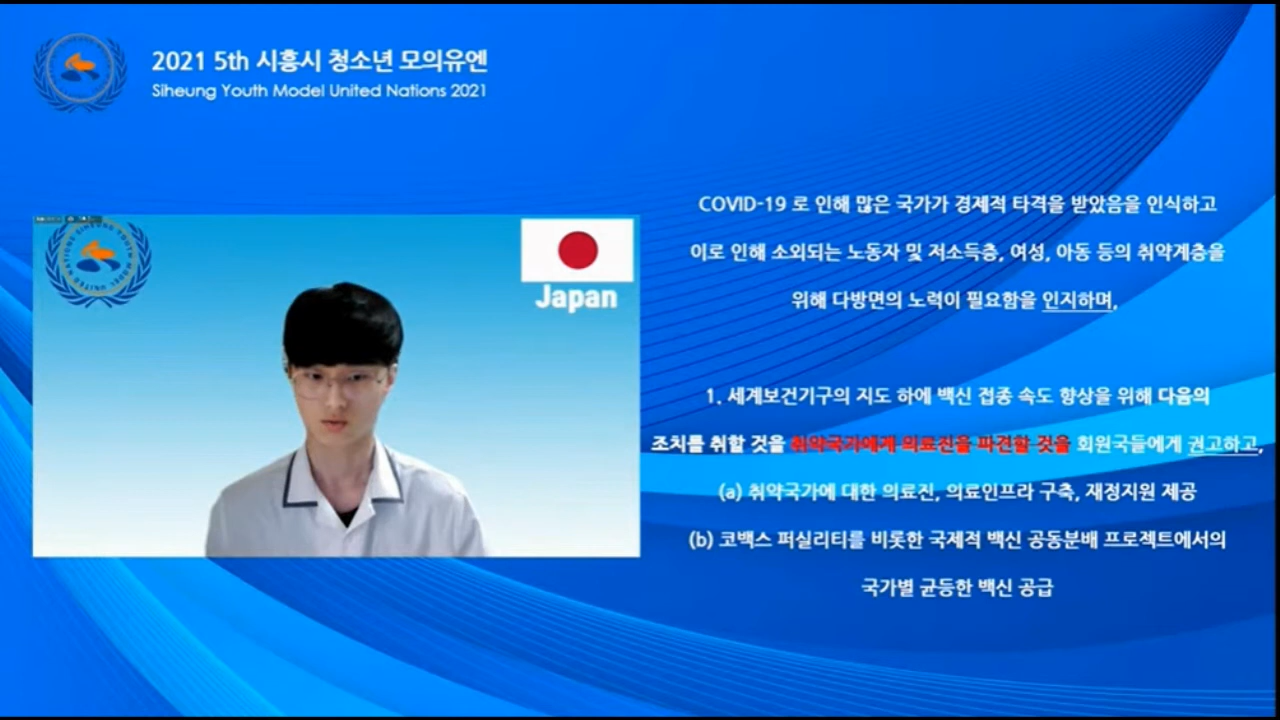 2021 5th 시흥시 청소년 모의유엔
Siheung Youth Model United Nations 2021
Japan
COVID-19 로 인해 많은 국가가 경제적 타격을 받았음을 인식하고
이로 인해 소외되는 노동자 및 저소득층, 여성, 아동 등의 취약계층을
위해 다방면의 노력이 필요함을 인지하며,
1. 세계보건기구의 지도 하에 백신 접종 속도 향상을 위해 다음의
조치를 취할 것을 취약국가에게 의료진을 파견할 것을 회원국들에게 권고하고,
(a) 취약국가에 대한 의료진, 의료인프라 구축, 재정지원 제공
(b) 코백스 퍼실리티를 비롯한 국제적 백신 공동분배 프로젝트에서의
국가별 균등한 백신 공급